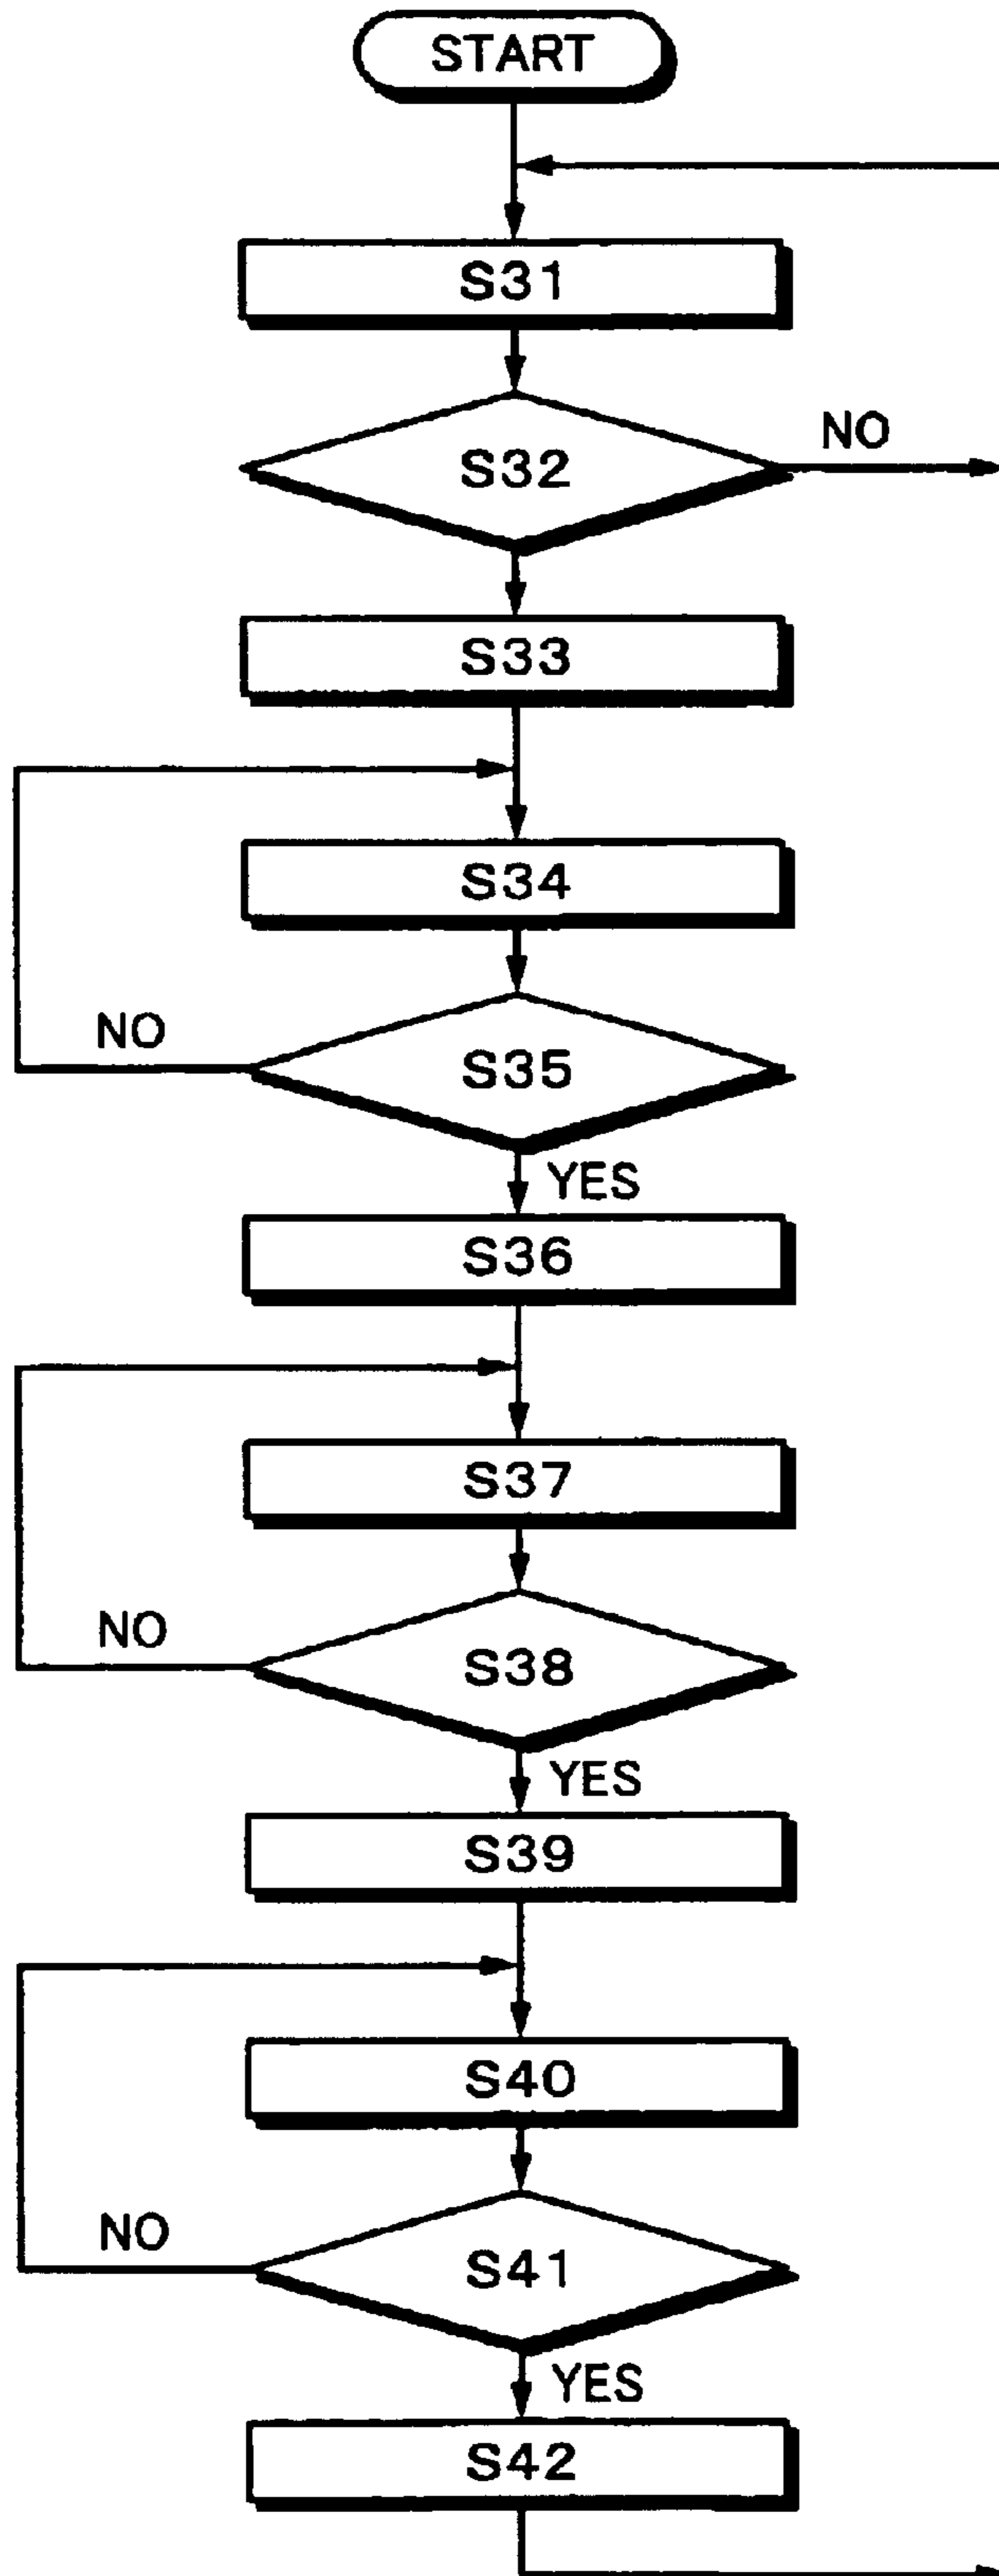 START
S31
S32
NO
S33
S34
NO
S35
YES
S36
S37
NO
S38
YES
S39
S40
NO
S41
YES
S42